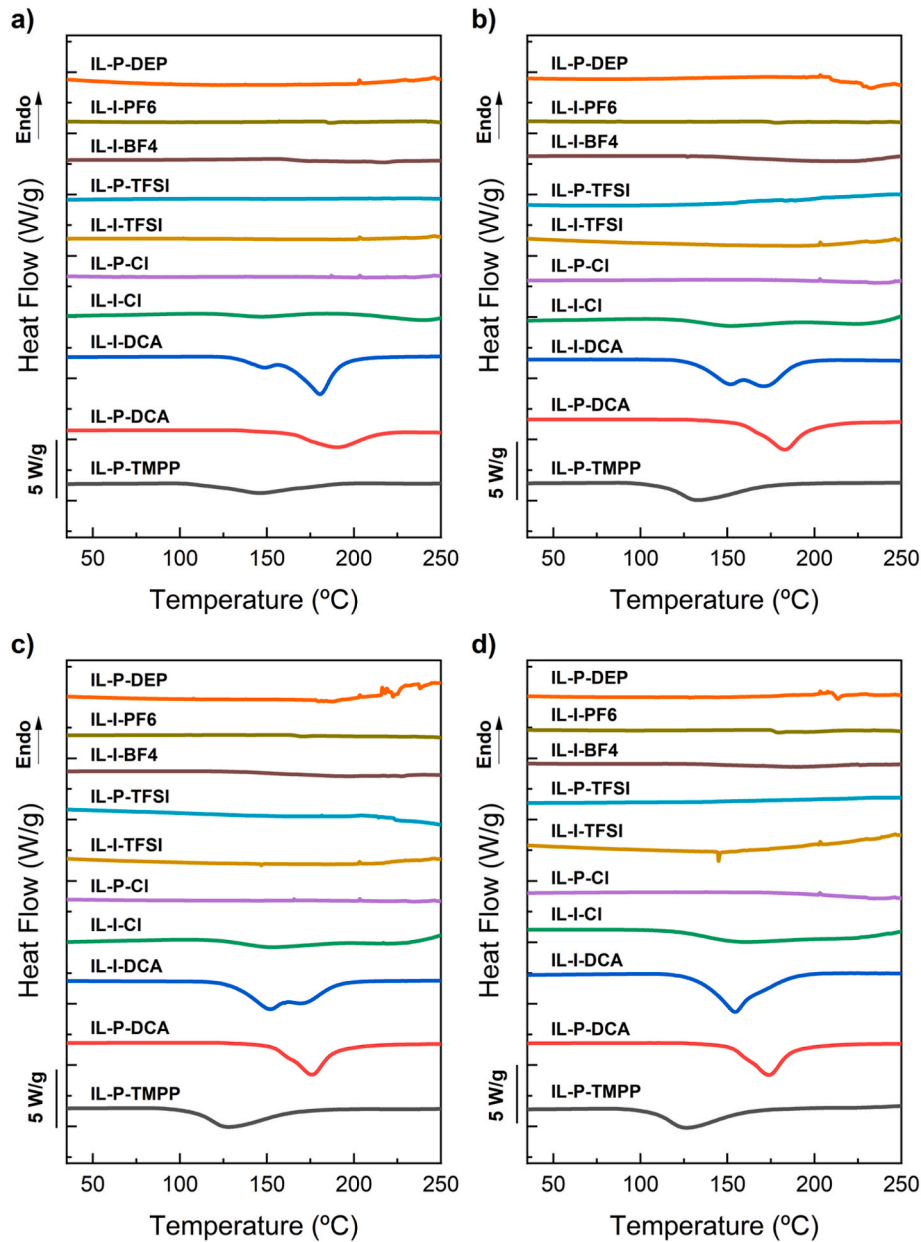 a)
IL-P-DEP
IL-I-PF6
IL-I-BF4
IL-P-TFSI
IL-I-TFSI
IL-P-Cl
IL-I-Cl
IL-I-DCA
IL-P-DCA
IL-P-TMPP
Endo
Heat Flow (W/g)
5 W/g
50 100 150 200 250
Temperature (ºC)
b)
IL-P-DEP
IL-I-PF6
IL-I-BF4
IL-P-TFSI
IL-I-TFSI
IL-P-Cl
IL-I-Cl
IL-I-DCA
IL-P-DCA
IL-P-TMPP
Endo
Heat Flow (W/g)
5 W/g
50 100 150 200 250
Temperature (ºC)
c)
IL-P-DEP
IL-I-PF6
IL-I-BF4
IL-P-TFSI
IL-I-TFSI
IL-P-Cl
IL-I-Cl
IL-I-DCA
IL-P-DCA
IL-P-TMPP
Endo
Heat Flow (W/g)
5 W/g
50 100 150 200 250
Temperature (ºC)
d)
IL-P-DEP
IL-I-PF6
IL-I-BF4
IL-P-TFSI
IL-I-TFSI
IL-P-Cl
IL-I-Cl
IL-I-DCA
IL-P-DCA
IL-P-TMPP
Endo
Heat Flow (W/g)
5 W/g
50 100 150 200 250
Temperature (ºC)